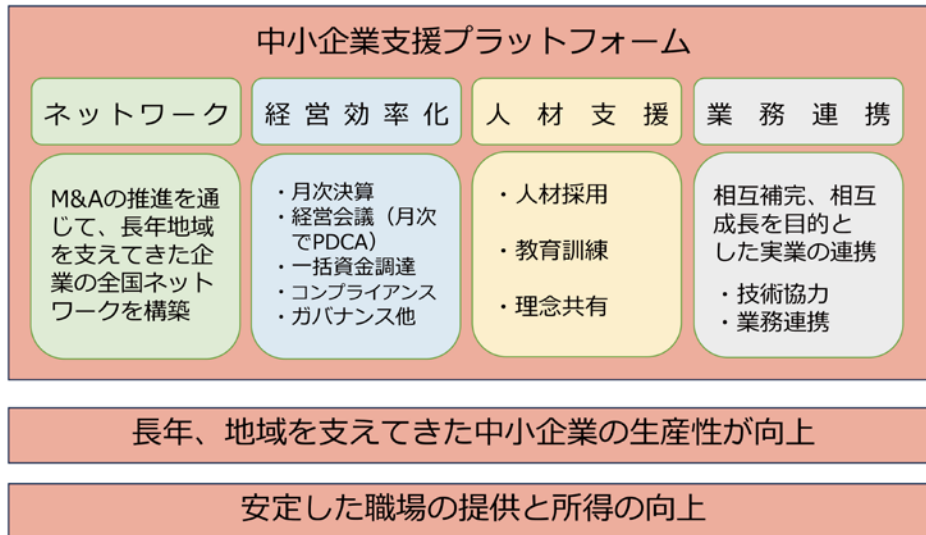 中小企業支援プラットフォーム
ネットワーク
M&Aの推進を通
じて、長年地域
を支えてきた企
業の全国ネット
ワークを構築
経営効率化
・月次決算
・経営会議（月次
でPDCA）
・一括資金調達
・コンプライアンス
・ガバナンス他
人材支援
・人材採用
・教育訓練
・理念共有
業務連携
相互補完、相互
成長を目的と
した実業の連携
・技術協力
・業務連携
長年、地域を支えてきた中小企業の生産性が向上
安定した職場の提供と所得の向上